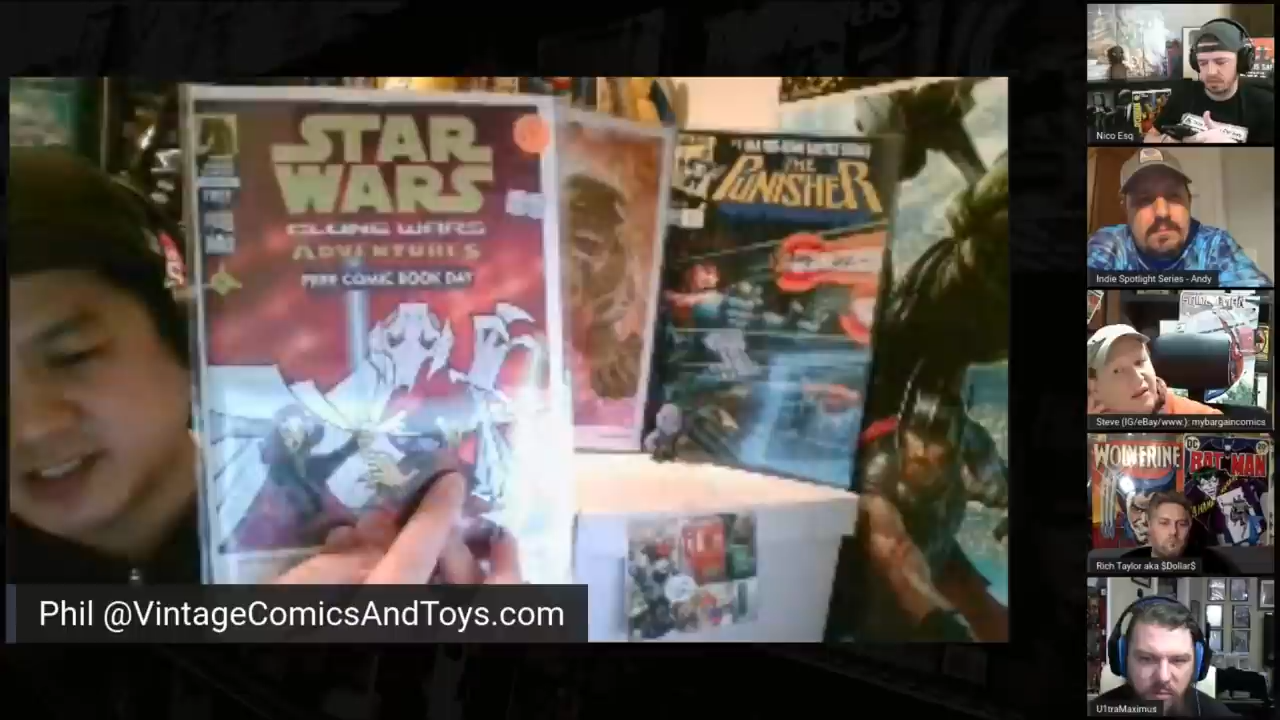 STAR
WARS
CLONE WARS
ADVENTURES
FREE COMIC BOOK DAY
THE
PUNISHER
Phil @VintageComicsAndToys.com
Nico Esq
Indie Spotlight Series - Andy
Steve (IG/eBay/www.): mybargaincomics
WOLVERINE
DC
BATMAN
Rich Taylor aka $Dollar$
U1traMaximus